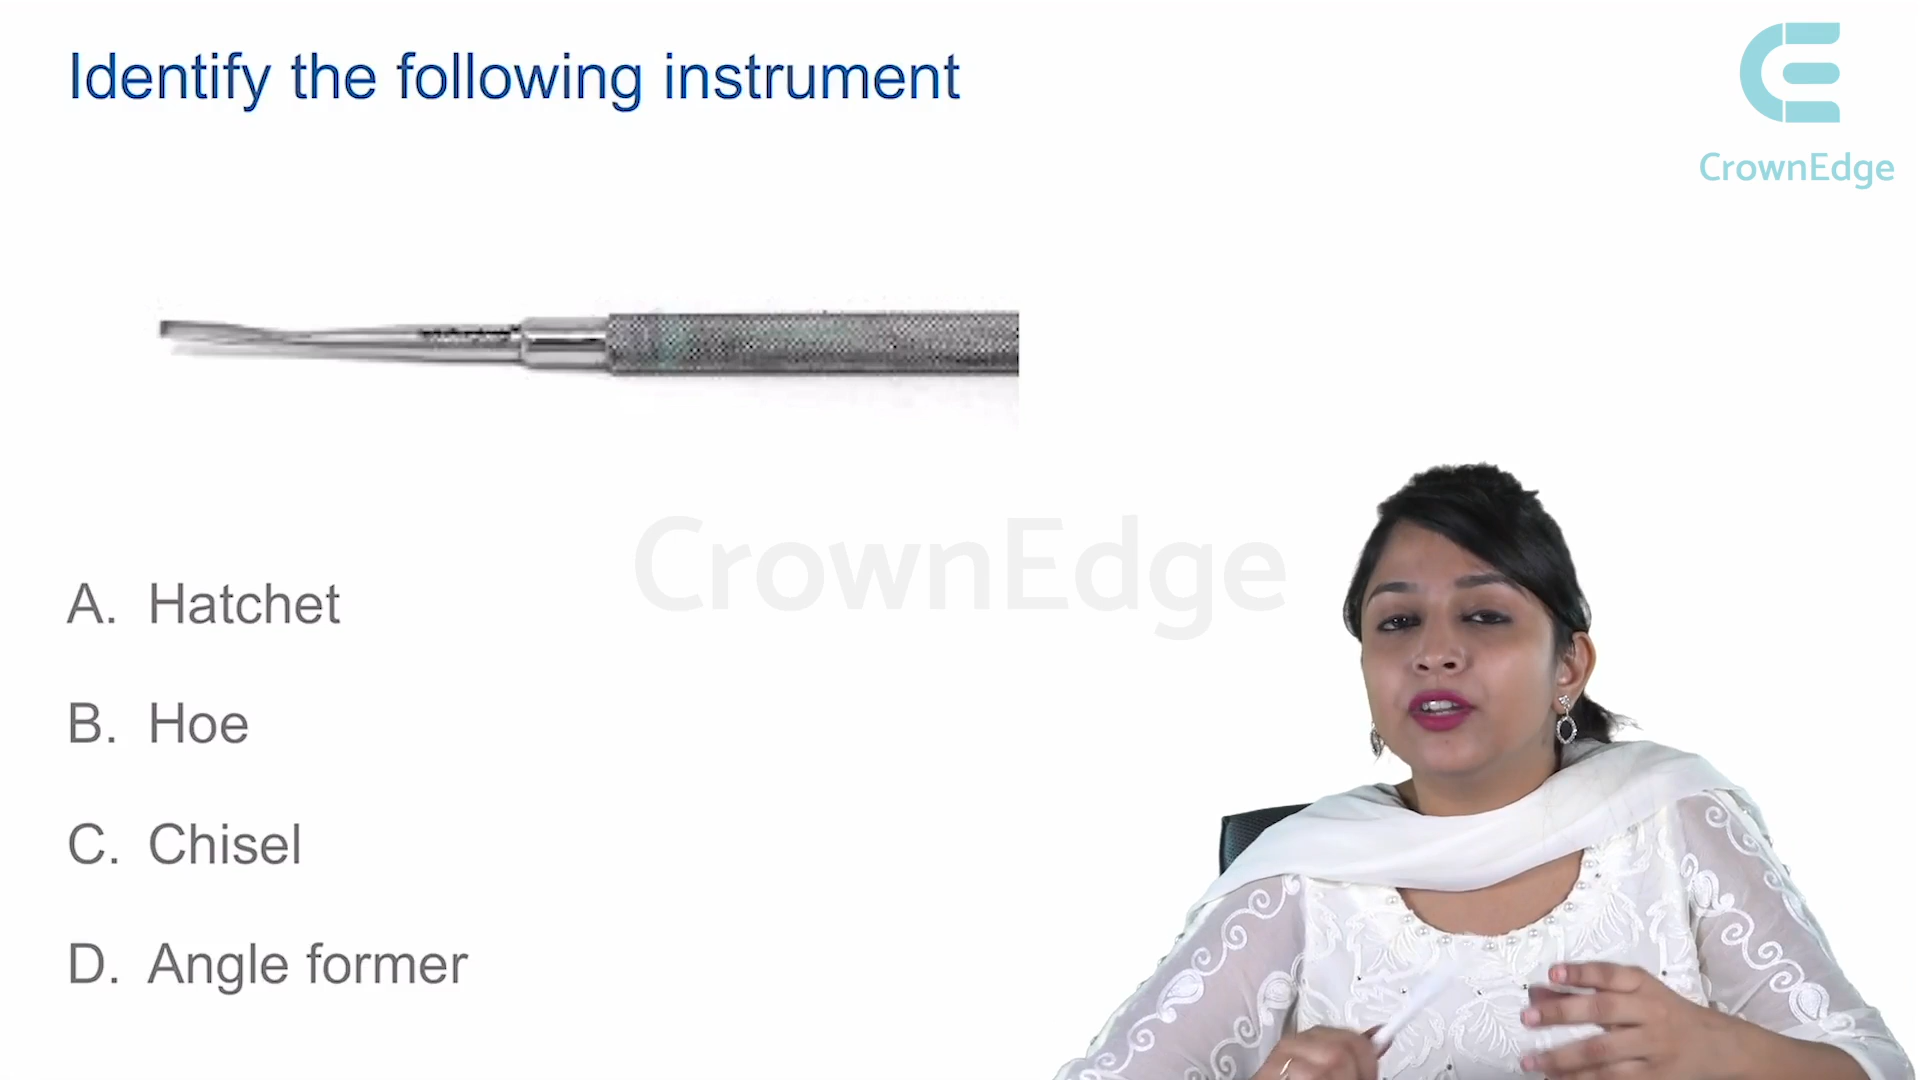 Identify the following instrument
CrownEdge
CrownEdge
A. Hatchet
B. Hoe
C. Chisel
D. Angle former